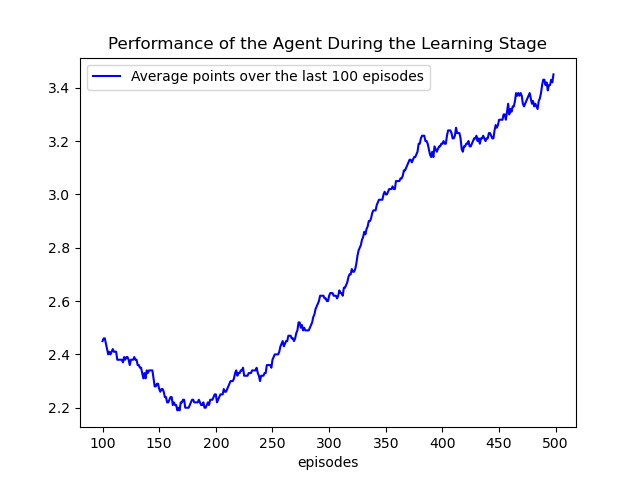 Performance of the Agent During the Learning Stage
Average points over the last 100 episodes
3.4
3.2
3.0
2.8
2.6
2.4
2.2
100 150 200 250 300 350 400 450 500
episodes